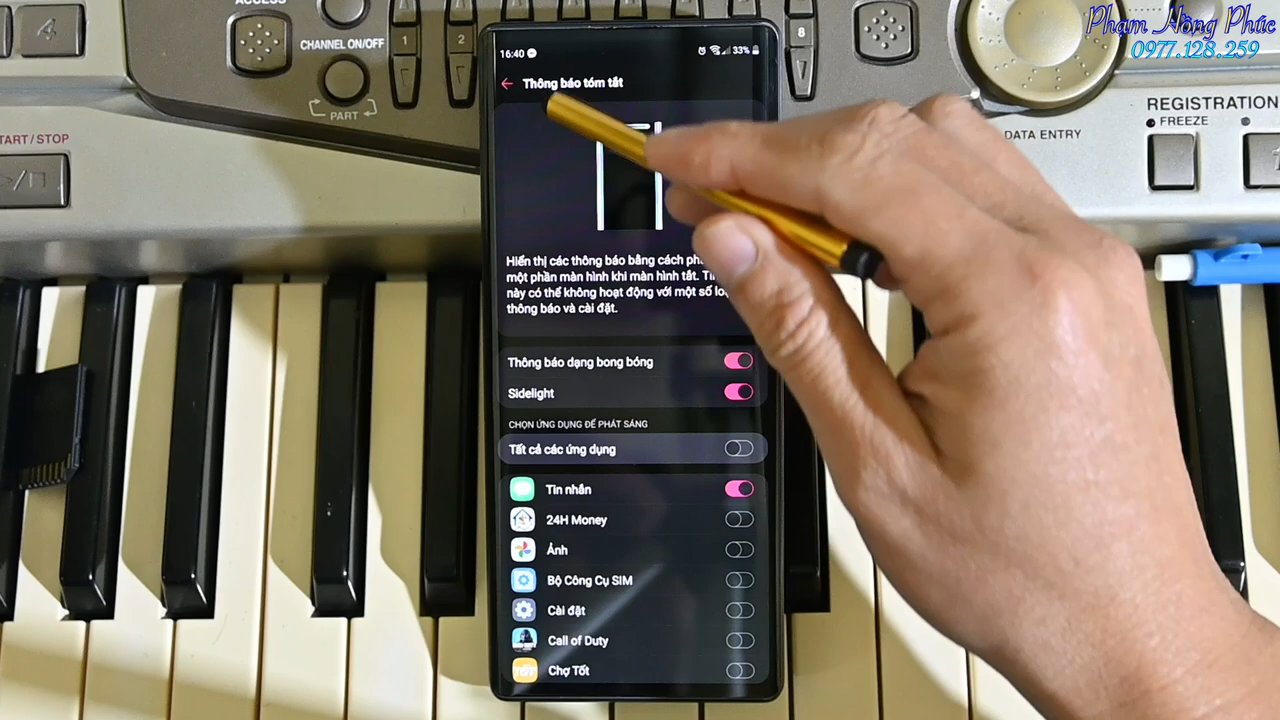 ACCESS
4
CHANNEL ON/OFF
PART
START / STOP
1
2
8
Phạm Hồng Phúc
0977.128.259
REGISTRATION
FREEZE
DATA ENTRY
16:40
33%
Thông báo tóm tắt
Hiển thị các thông báo bằng cách
một phần màn hình khi màn hình tắt.
này có thể không hoạt động với một số
thông báo và cài đặt.
Thông báo dạng bong bóng
Sidelight
CHỌN ỨNG DỤNG ĐỂ PHÁT SÁNG
Tất cả các ứng dụng
Tin nhắn
24H Money
Ảnh
Bộ Công Cụ SIM
Cài đặt
Call of Duty
Chợ Tốt